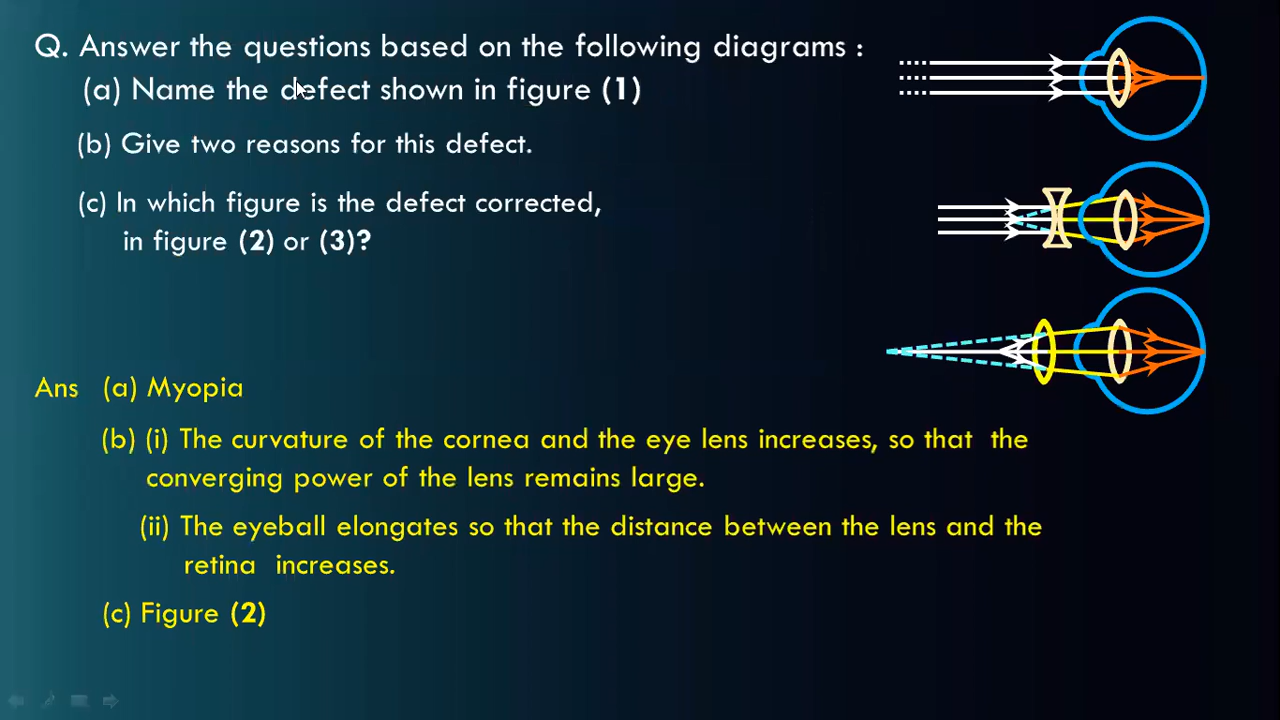 Q. Answer the questions based on the following diagrams :
(a) Name the defect shown in figure (1)
(b) Give two reasons for this defect.
(c) In which figure is the defect corrected,
in figure (2) or (3)?
Ans (a) Myopia
(b) (i) The curvature of the cornea and the eye lens increases, so that the
converging power of the lens remains large.
(ii) The eyeball elongates so that the distance between the lens and the
retina increases.
(c) Figure (2)